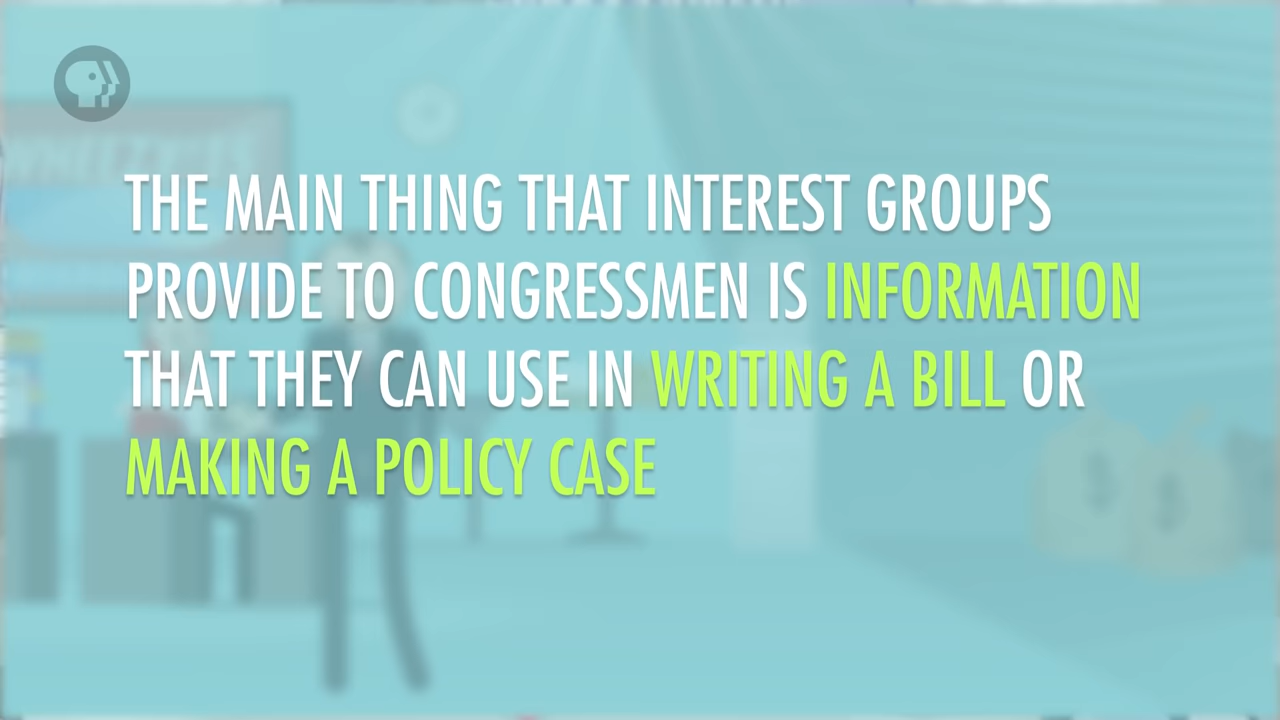 THE MAIN THING THAT INTEREST GROUPS
PROVIDE TO CONGRESSMEN IS INFORMATION
THAT THEY CAN USE IN WRITING A BILL OR
MAKING A POLICY CASE
$
$